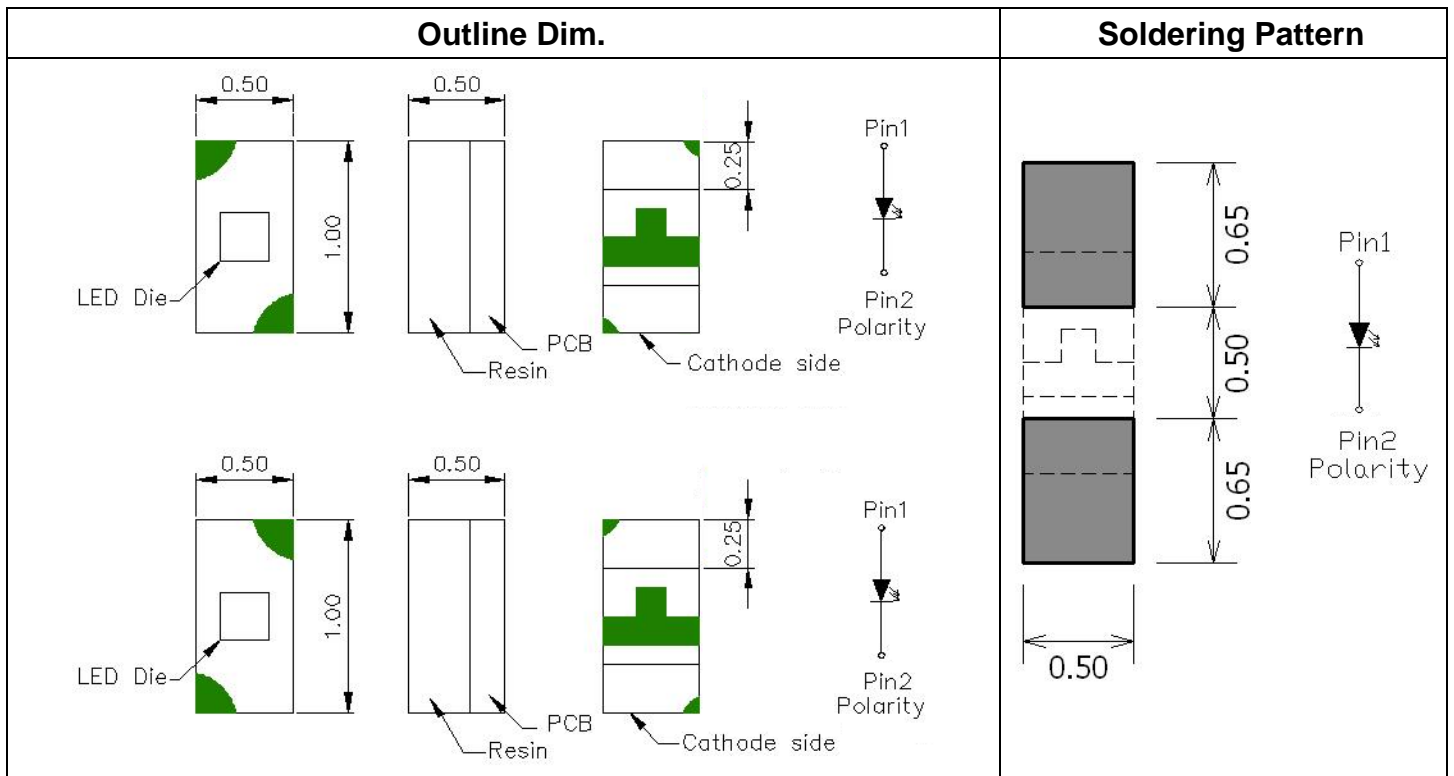 Outline Dim.
Soldering Pattern
0.50
0.50
0.25
1.00
LED Die
PCB
Resin
Cathode side
Pin1
Pin2
Polarity
0.50
0.50
0.25
1.00
LED Die
PCB
Resin
Cathode side
Pin1
Pin2
Polarity
0.65
0.50
0.65
0.50
Pin1
Pin2
Polarity